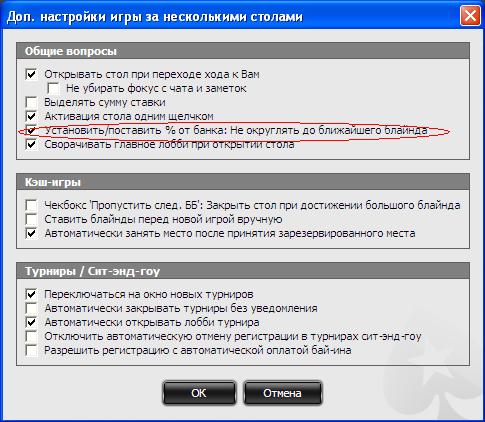 Доп. настройки игры за несколькими столами
Общие вопросы
Открывать стол при переходе хода к Вам
Не убирать фокус с чата и заметок
Выделять сумму ставки
Активация стола одним щелчком
Установить/поставить % от банка: Не округлять до ближайшего блайнда
Сворачивать главное лобби при открытии стола
Кэш-игры
Чекбокс 'Пропустить след. ББ': Закрыть стол при достижении большого блайнда
Ставить блайнды перед новой игрой вручную
Автоматически занять место после принятия зарезервированного места
Турниры / Сит-энд-гоу
Переключаться на окно новых турниров
Автоматически закрывать турниры без уведомления
Автоматически открывать лобби турнира
Отключить автоматическую отмену регистрации в турнирах сит-энд-гоу
Разрешить регистрацию с автоматической оплатой бай-ина
OK Отмена